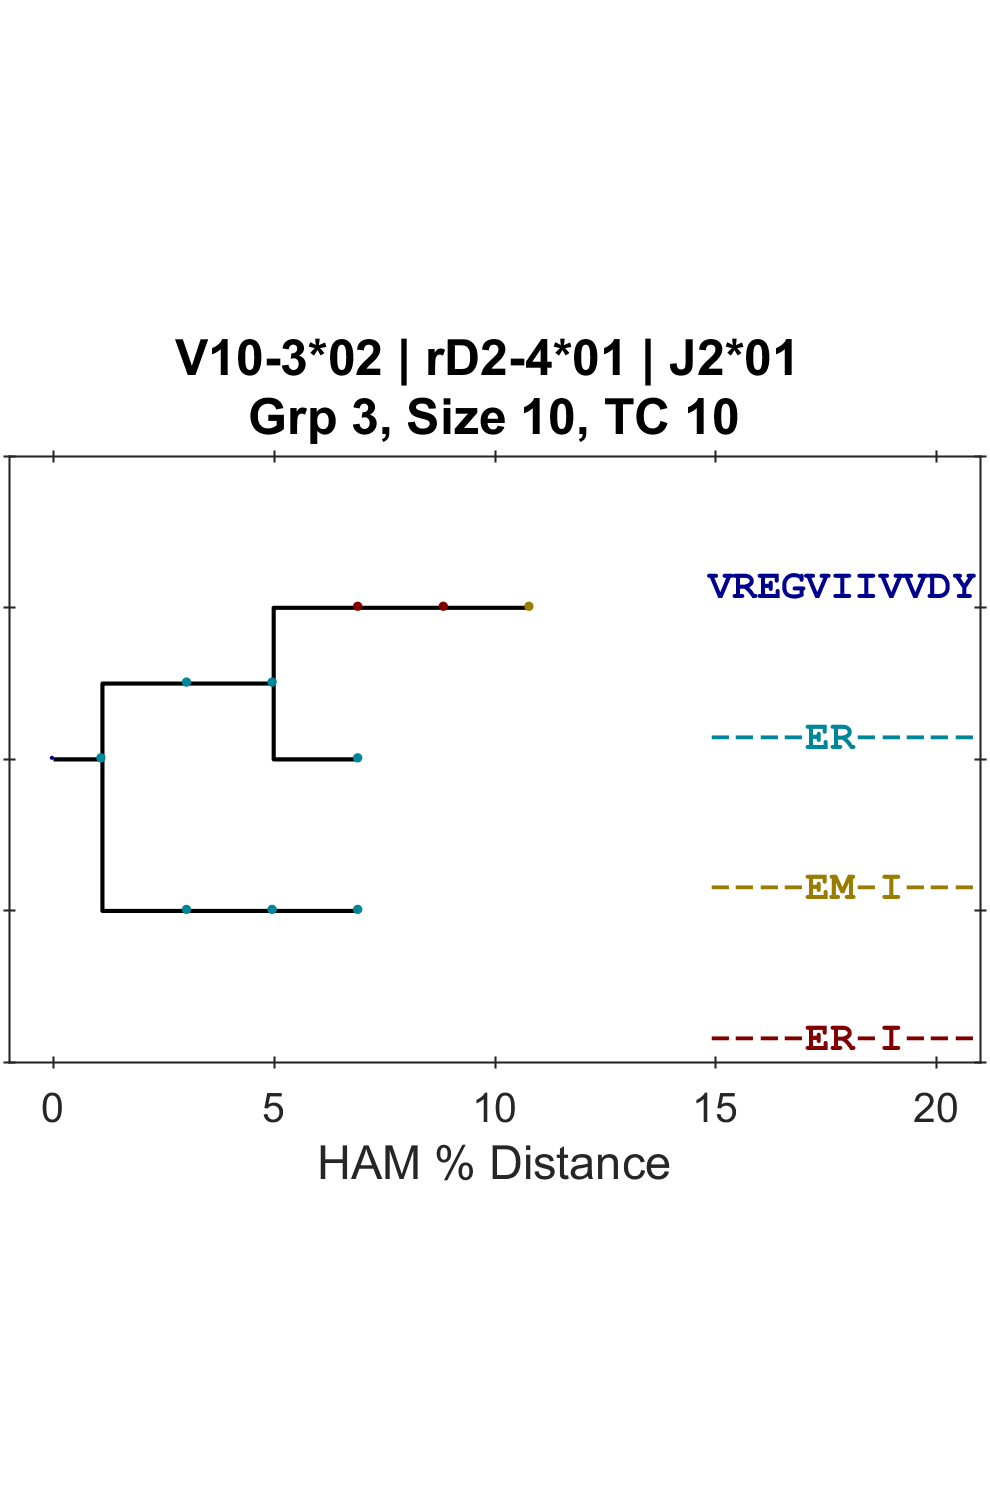 V10-3*02 | rD2-4*01 | J2*01
Grp 3, Size 10, TC 10
VREGVIIVVDY
----ER-----
----EM-I---
----ER-I---
0 5 10 15 20
HAM % Distance